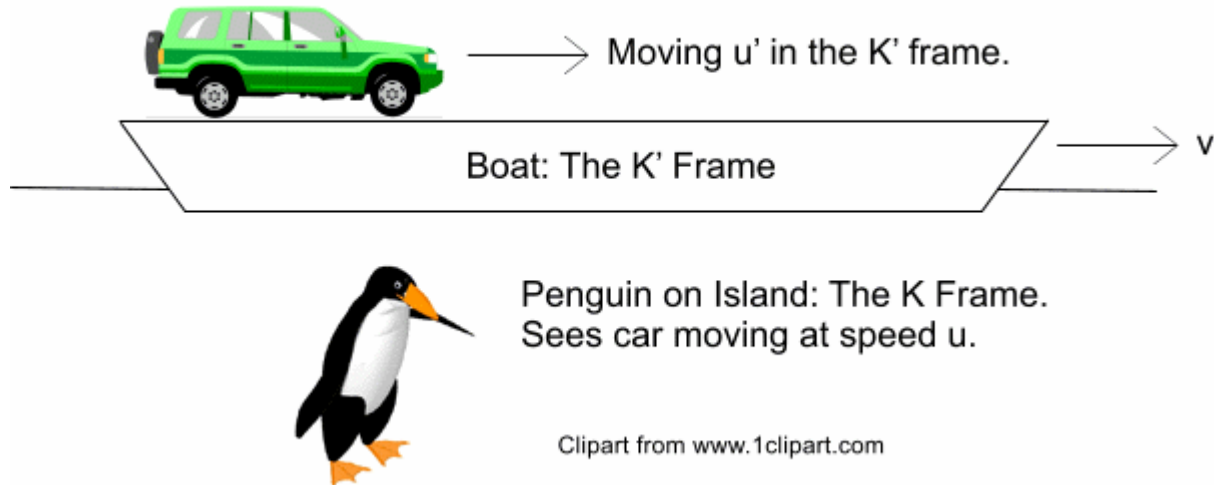 Moving u’ in the K’ frame.
v
Boat: The K’ Frame
Penguin on Island: The K Frame.
Sees car moving at speed u.
Clipart from www.1clipart.com